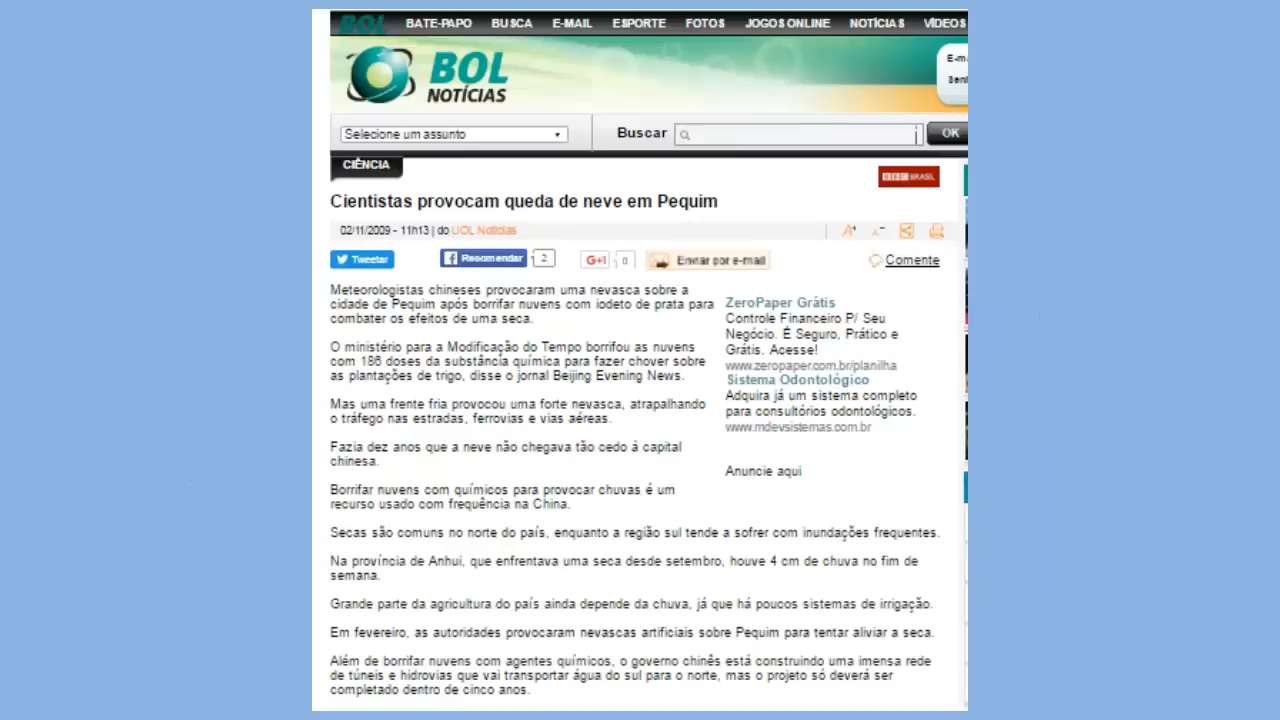 BOL BATE-PAPO BUSCA E-MAIL ESPORTE FOTOS JOGOS ONLINE NOTÍCIAS VÍDEOS
BOL
NOTÍCIAS
E-ma
Senh
Selecione um assunto
Buscar
OK
CIÊNCIA
BBC BRASIL
Cientistas provocam queda de neve em Pequim
02/11/2009 - 11h13 | do UOL Notícias
A+ A-
Tweetar Recomendar 2 G+1 0 Enviar por e-mail Comente
Meteorologistas chineses provocaram uma nevasca sobre a
cidade de Pequim após borrifar nuvens com iodeto de prata para
combater os efeitos de uma seca.
O ministério para a Modificação do Tempo borrifou as nuvens
com 186 doses da substância química para fazer chover sobre
as plantações de trigo, disse o jornal Beijing Evening News.
Mas uma frente fria provocou uma forte nevasca, atrapalhando
o tráfego nas estradas, ferrovias e vias aéreas.
Fazia dez anos que a neve não chegava tão cedo à capital
chinesa.
Borrifar nuvens com químicos para provocar chuvas é um
recurso usado com frequência na China.
ZeroPaper Grátis
Controle Financeiro P/ Seu
Negócio. É Seguro, Prático e
Grátis. Acesse!
www.zeropaper.com.br/planilha
Sistema Odontológico
Adquira já um sistema completo
para consultórios odontológicos.
www.mdevsistemas.com.br
Anuncie aqui
Secas são comuns no norte do país, enquanto a região sul tende a sofrer com inundações frequentes.
Na província de Anhui, que enfrentava uma seca desde setembro, houve 4 cm de chuva no fim de
semana.
Grande parte da agricultura do país ainda depende da chuva, já que há poucos sistemas de irrigação.
Em fevereiro, as autoridades provocaram nevascas artificiais sobre Pequim para tentar aliviar a seca.
Além de borrifar nuvens com agentes químicos, o governo chinês está construindo uma imensa rede
de túneis e hidrovias que vai transportar água do sul para o norte, mas o projeto só deverá ser
completado dentro de cinco anos.